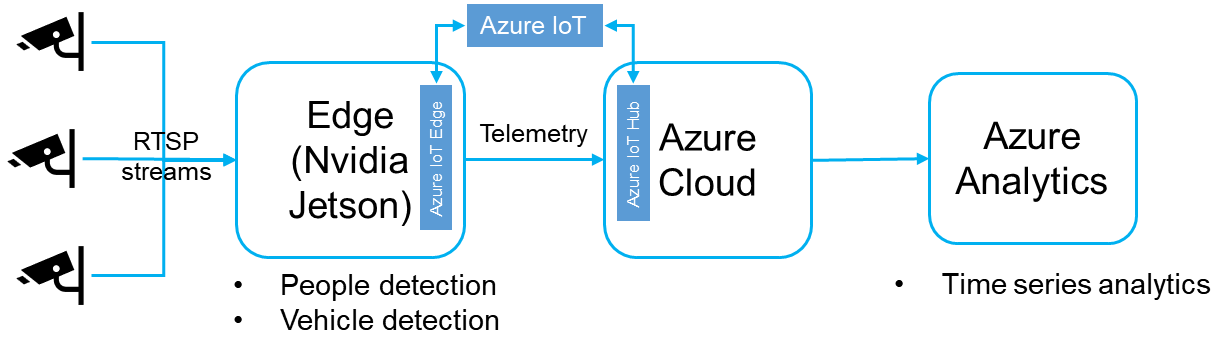 Azure IoT
RTSP
streams
Edge
(Nvidia
Jetson)
Azure IoT Edge
Telemetry
Azure IoT Hub
Azure
Cloud
Azure
Analytics
• People detection
• Vehicle detection
• Time series analytics